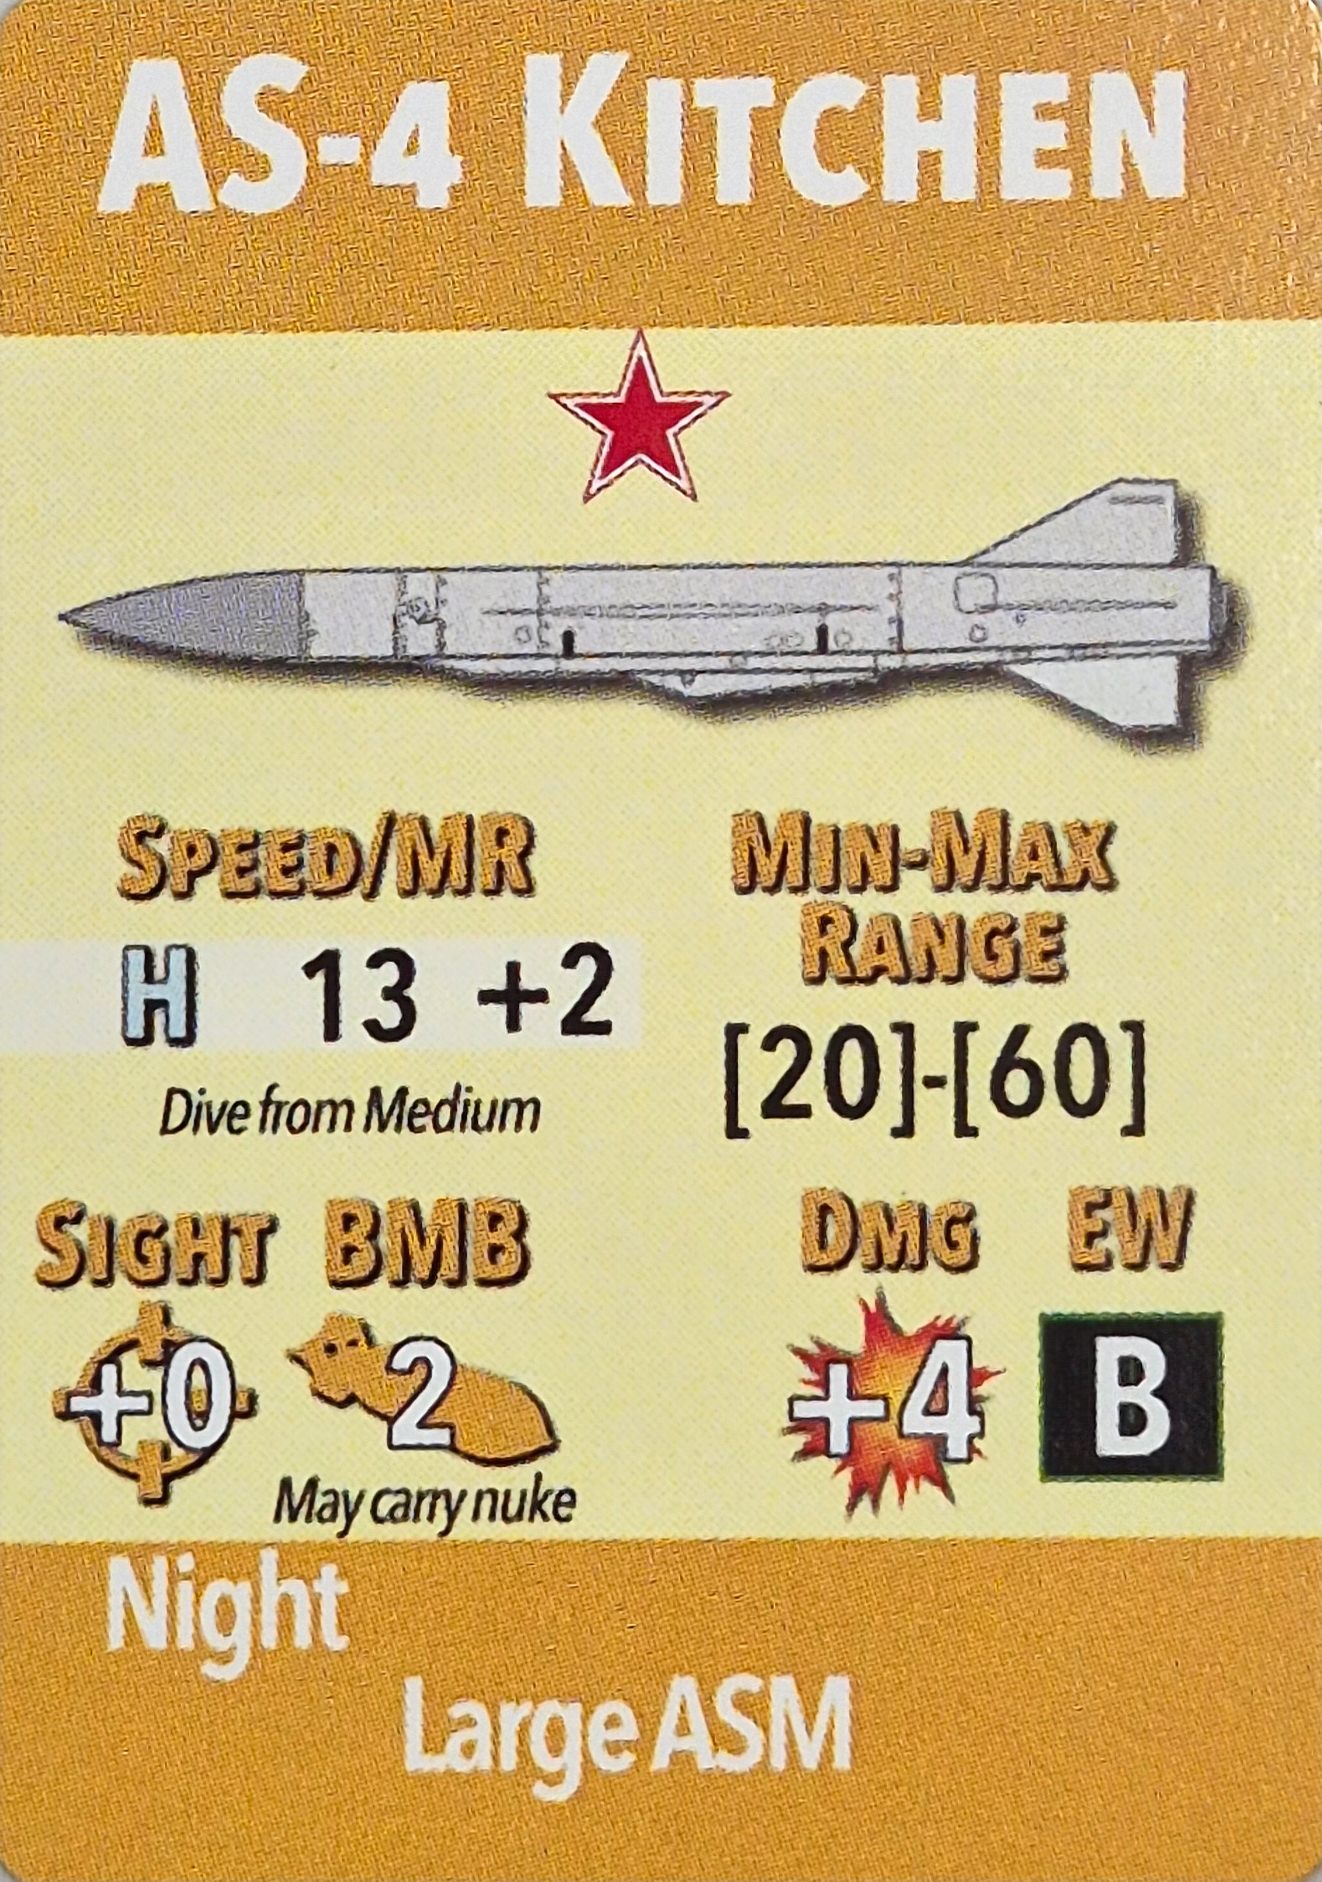 AS-4 KITCHEN
SPEED/MR
H 13 +2
Dive from Medium
MIN-MAX
RANGE
[20]-[60]
SIGHT BMB
+0 2
May carry nuke
DMG EW
+4 B
Night
Large ASM